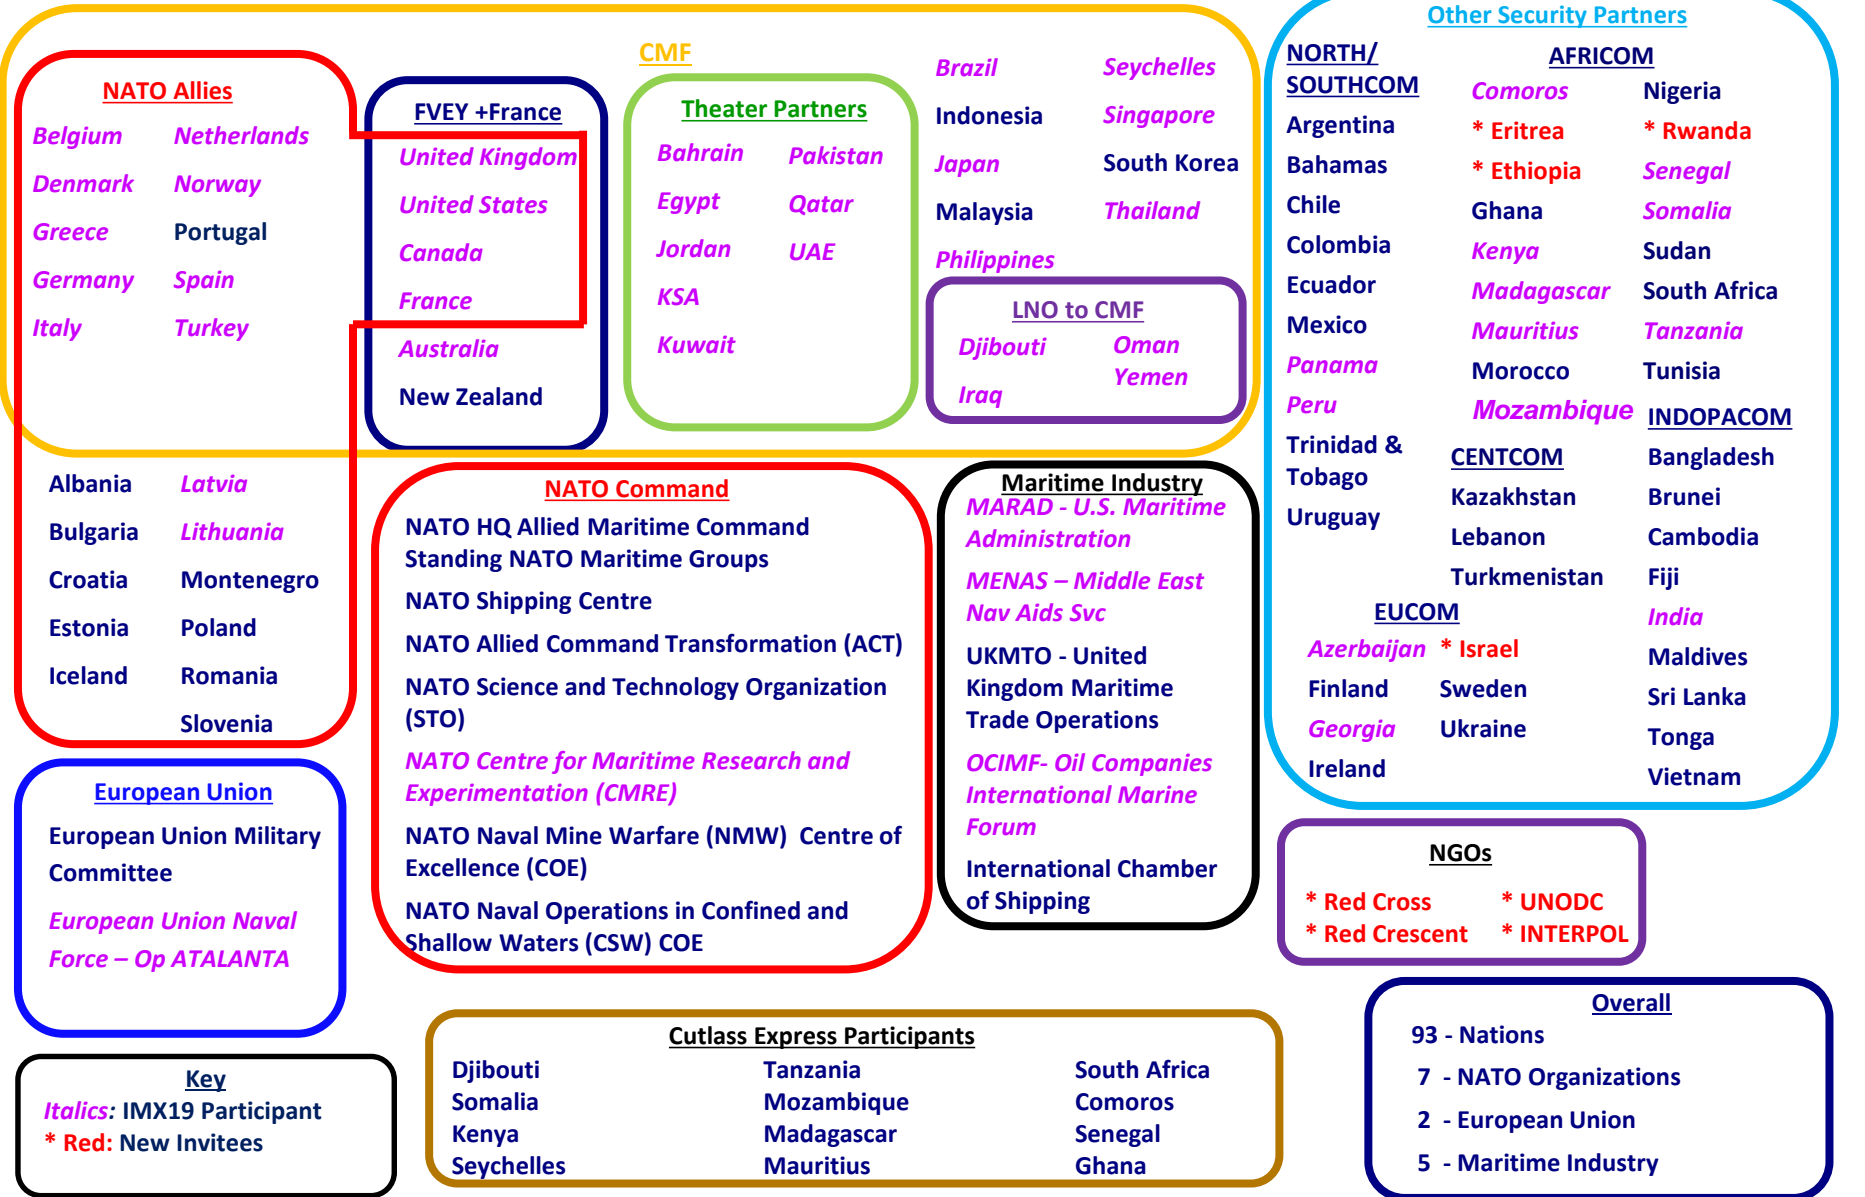 CMF
NATO Allies
Belgium
Denmark
Greece
Germany
Italy
Netherlands
Norway
Portugal
Spain
Turkey
Albania
Bulgaria
Croatia
Estonia
Iceland
Latvia
Lithuania
Montenegro
Poland
Romania
Slovenia
FVEY +France
United Kingdom
United States
Canada
France
Australia
New Zealand
Theater Partners
Bahrain
Egypt
Jordan
KSA
Kuwait
Pakistan
Qatar
UAE
Brazil
Indonesia
Japan
Malaysia
Philippines
Seychelles
Singapore
South Korea
Thailand
LNO to CMF
Djibouti
Iraq
Oman
Yemen
Other Security Partners
NORTH/
SOUTHCOM
Argentina
Bahamas
Chile
Colombia
Ecuador
Mexico
Panama
Peru
Trinidad &
Tobago
Uruguay
AFRICOM
Comoros
* Eritrea
* Ethiopia
Ghana
Kenya
Madagascar
Mauritius
Morocco
Mozambique
Nigeria
* Rwanda
Senegal
Somalia
Sudan
South Africa
Tanzania
Tunisia
CENTCOM
Kazakhstan
Lebanon
Turkmenistan
INDOPACOM
Bangladesh
Brunei
Cambodia
Fiji
India
Maldives
Sri Lanka
Tonga
Vietnam
EUCOM
Azerbaijan
Finland
Georgia
Ireland
* Israel
Sweden
Ukraine
NATO Command
NATO HQ Allied Maritime Command
Standing NATO Maritime Groups
NATO Shipping Centre
NATO Allied Command Transformation (ACT)
NATO Science and Technology Organization
(STO)
NATO Centre for Maritime Research and
Experimentation (CMRE)
NATO Naval Mine Warfare (NMW) Centre of
Excellence (COE)
NATO Naval Operations in Confined and
Shallow Waters (CSW) COE
Maritime Industry
MARAD - U.S. Maritime
Administration
MENAS – Middle East
Nav Aids Svc
UKMTO - United
Kingdom Maritime
Trade Operations
OCIMF- Oil Companies
International Marine
Forum
International Chamber
of Shipping
European Union
European Union Military
Committee
European Union Naval
Force – Op ATALANTA
NGOs
* Red Cross
* Red Crescent
* UNODC
* INTERPOL
Key
Italics: IMX19 Participant
* Red: New Invitees
Cutlass Express Participants
Djibouti
Somalia
Kenya
Seychelles
Tanzania
Mozambique
Madagascar
Mauritius
South Africa
Comoros
Senegal
Ghana
Overall
93 - Nations
7 - NATO Organizations
2 - European Union
5 - Maritime Industry